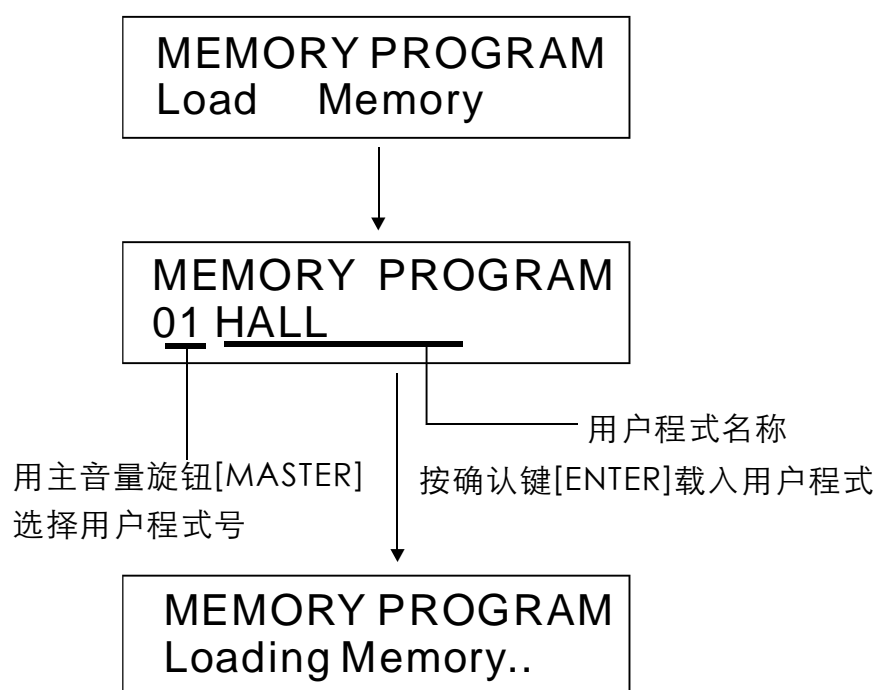 MEMORY PROGRAM
Load Memory
MEMORY PROGRAM
01 HALL
用户程式名称
用主音量旋钮[MASTER]
选择用户程式号
按确认键[ENTER]载入用户程式
MEMORY PROGRAM
Loading Memory..